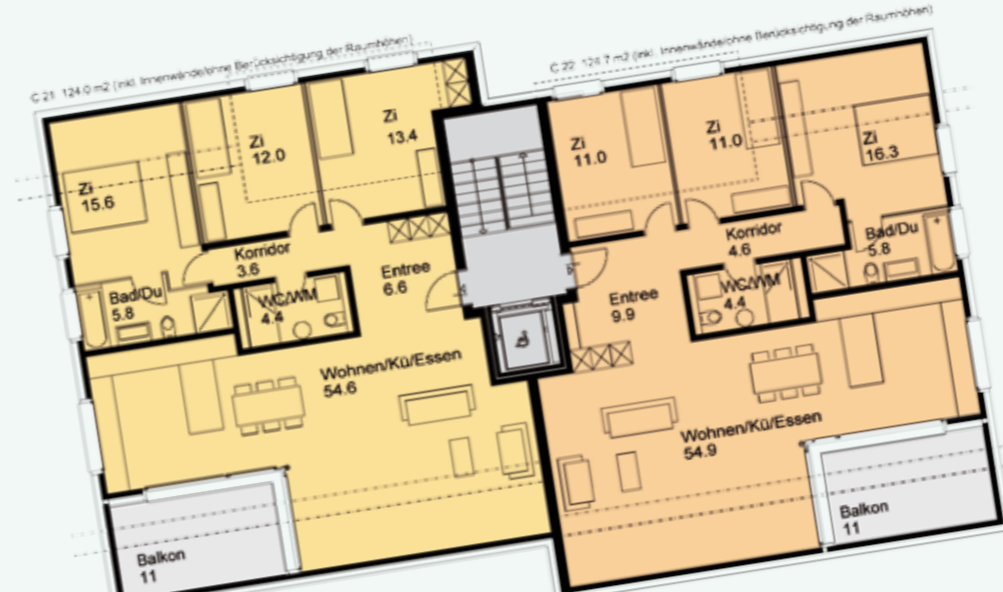 C 21 124.0 m2 (inkl. Innenwände/ohne Berücksichtigung der Raumhöhen)
C 22 126.7 m2 (inkl. Innenwände/ohne Berücksichtigung der Raumhöhen)
Zi
15.6
Zi
12.0
Zi
13.4
Zi
11.0
Zi
11.0
Zi
16.3
Korridor
3.6
Entree
6.6
Bad/Du
5.8
WC/WM
4.4
Wohnen/Kü/Essen
54.6
Balkon
11
Korridor
4.6
Bad/Du
5.8
Entree
9.9
WC/WM
4.4
Wohnen/Kü/Essen
54.9
Balkon
11